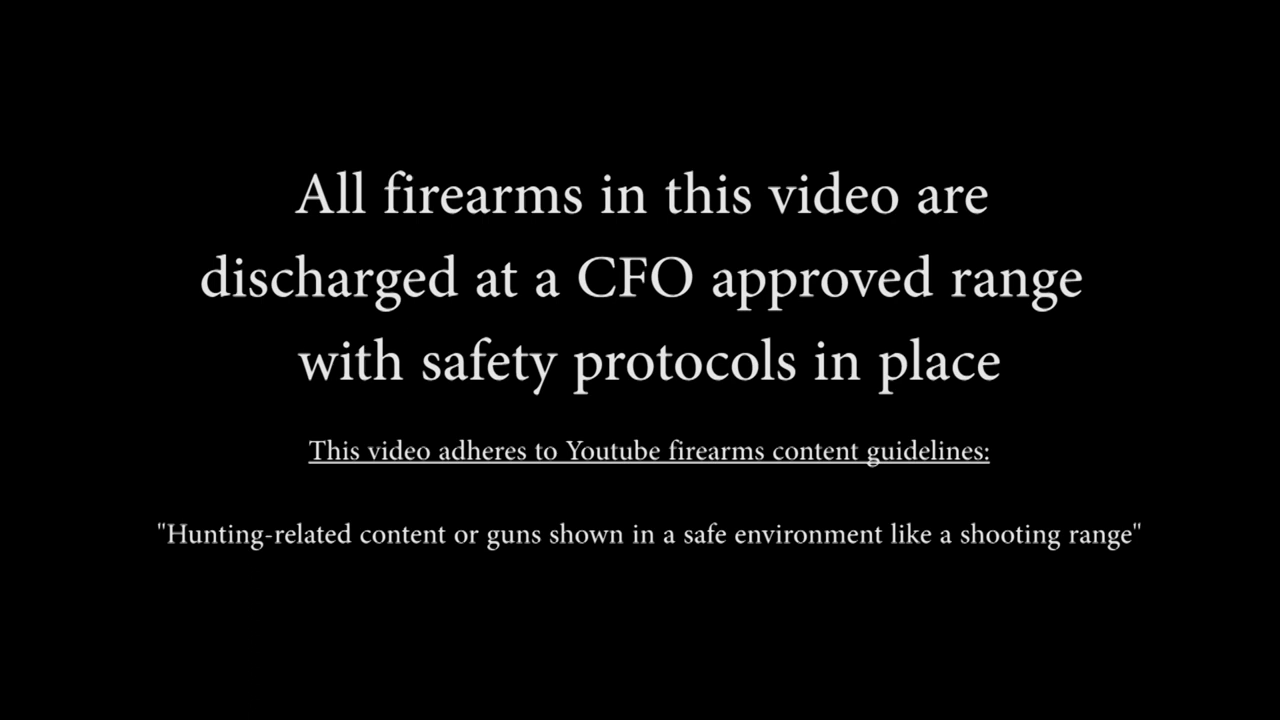 All firearms in this video are
discharged at a CFO approved range
with safety protocols in place
This video adheres to Youtube firearms content guidelines:
"Hunting-related content or guns shown in a safe environment like a shooting range"